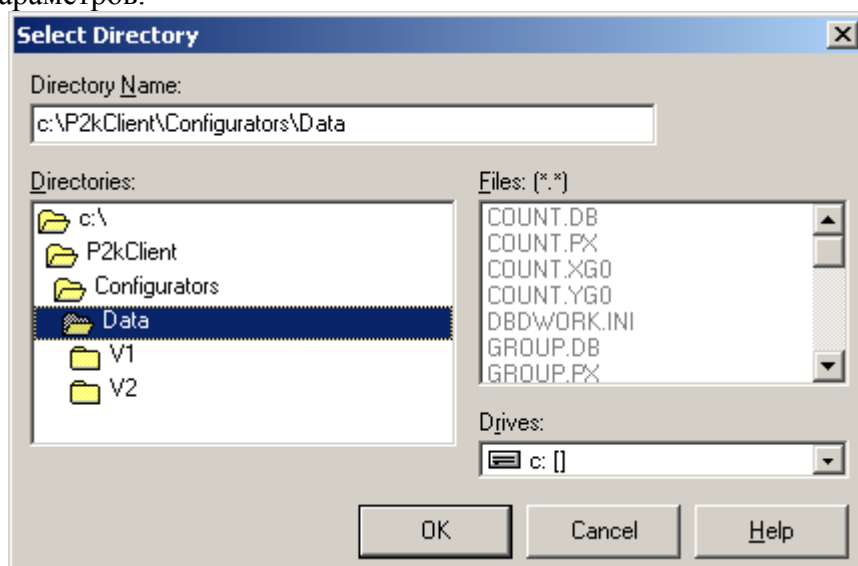 араметров.
Select Directory
Directory Name:
c:\P2kClient\Configurators\Data
Directories:
c:\
P2kClient
Configurators
Data
V1
V2
Files: (*.*)
COUNT.DB
COUNT.PX
COUNT.XG0
COUNT.YG0
DBDWORK.INI
GROUP.DB
GROUP.PX
Drives:
c: []
OK
Cancel
Help